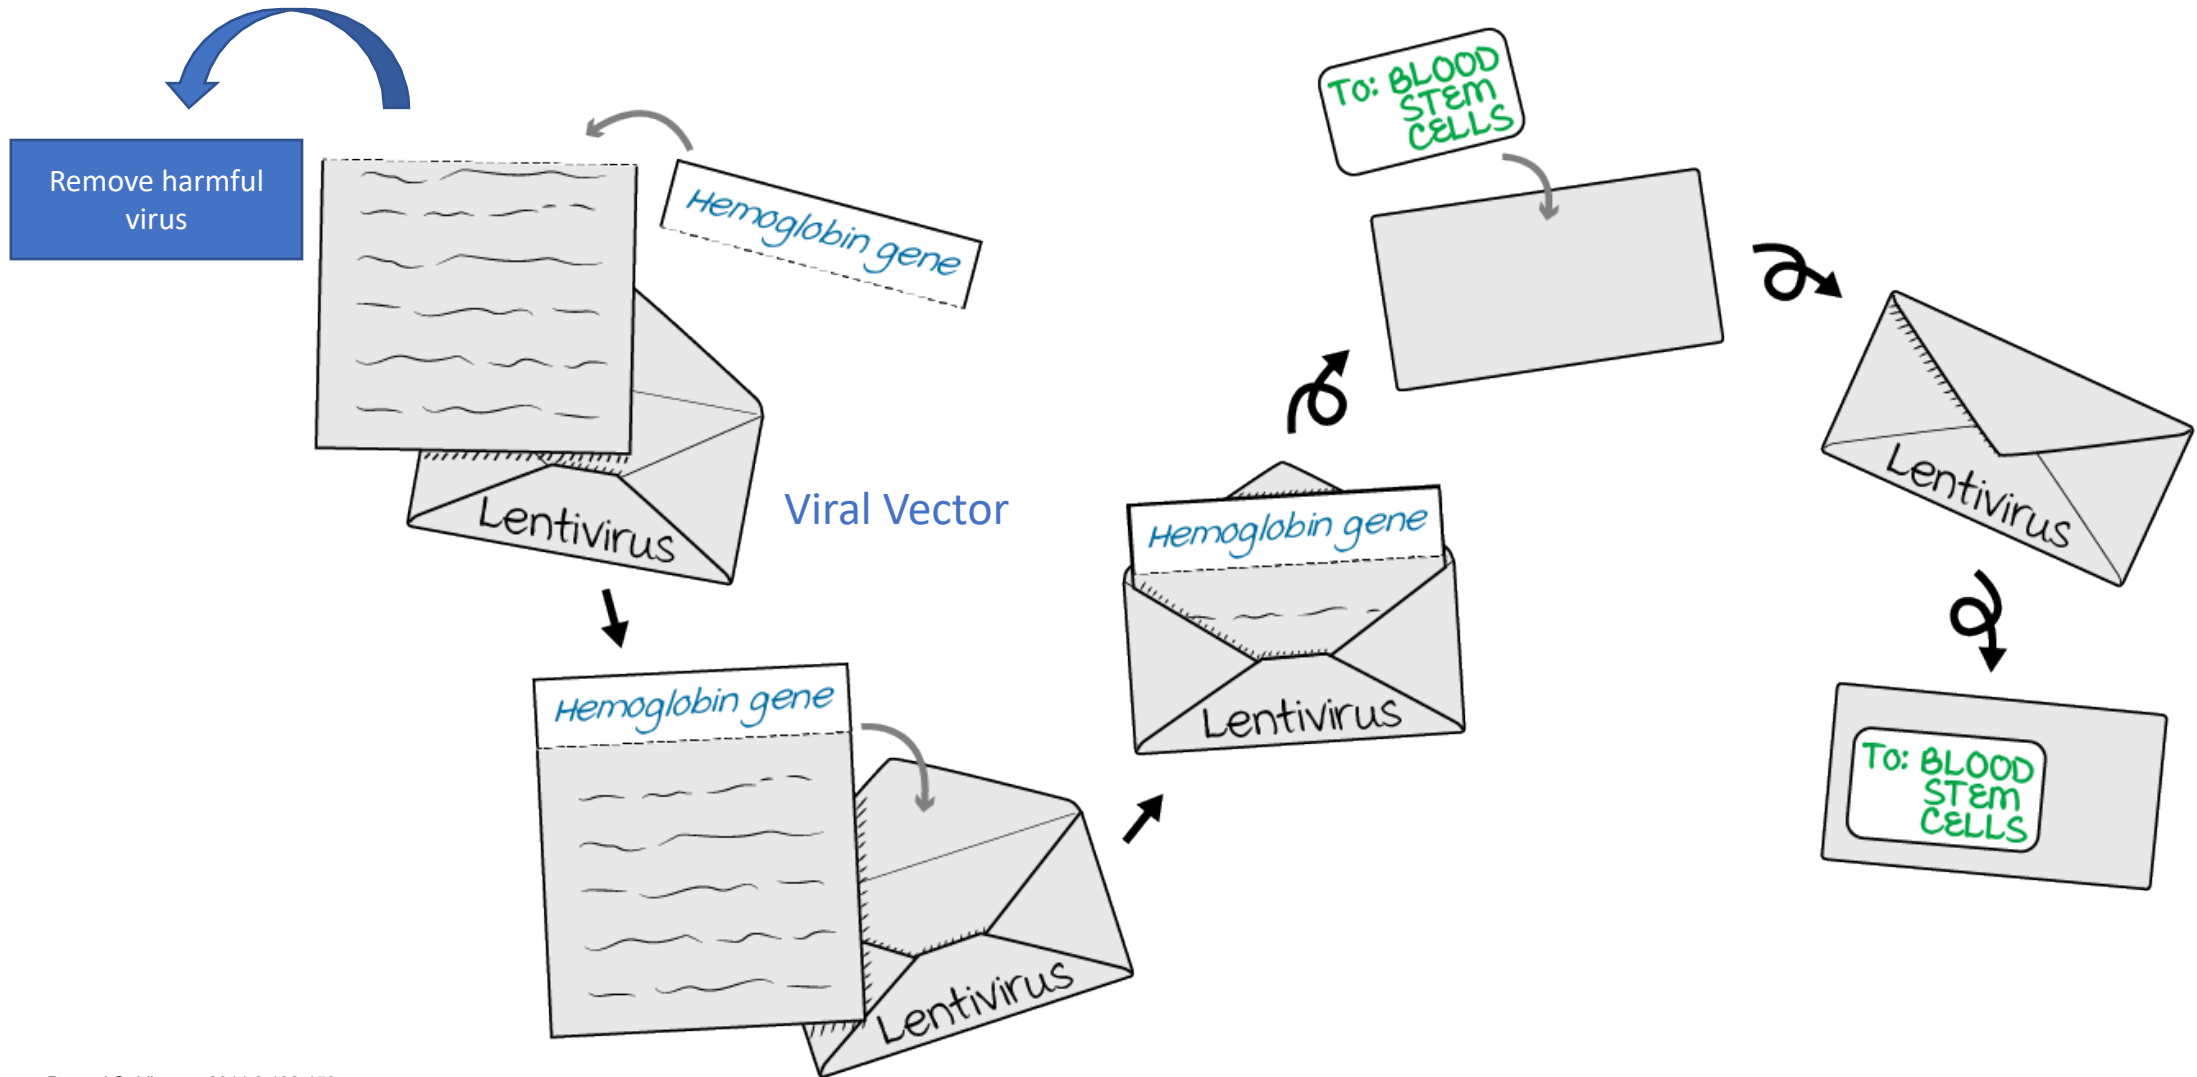 Remove harmful
virus
Hemoglobin gene
Lentivirus
Viral Vector
Hemoglobin gene
Lentivirus
Hemoglobin gene
Lentivirus
To: BLOOD
STEM
CELLS
Lentivirus
To: BLOOD
STEM
CELLS